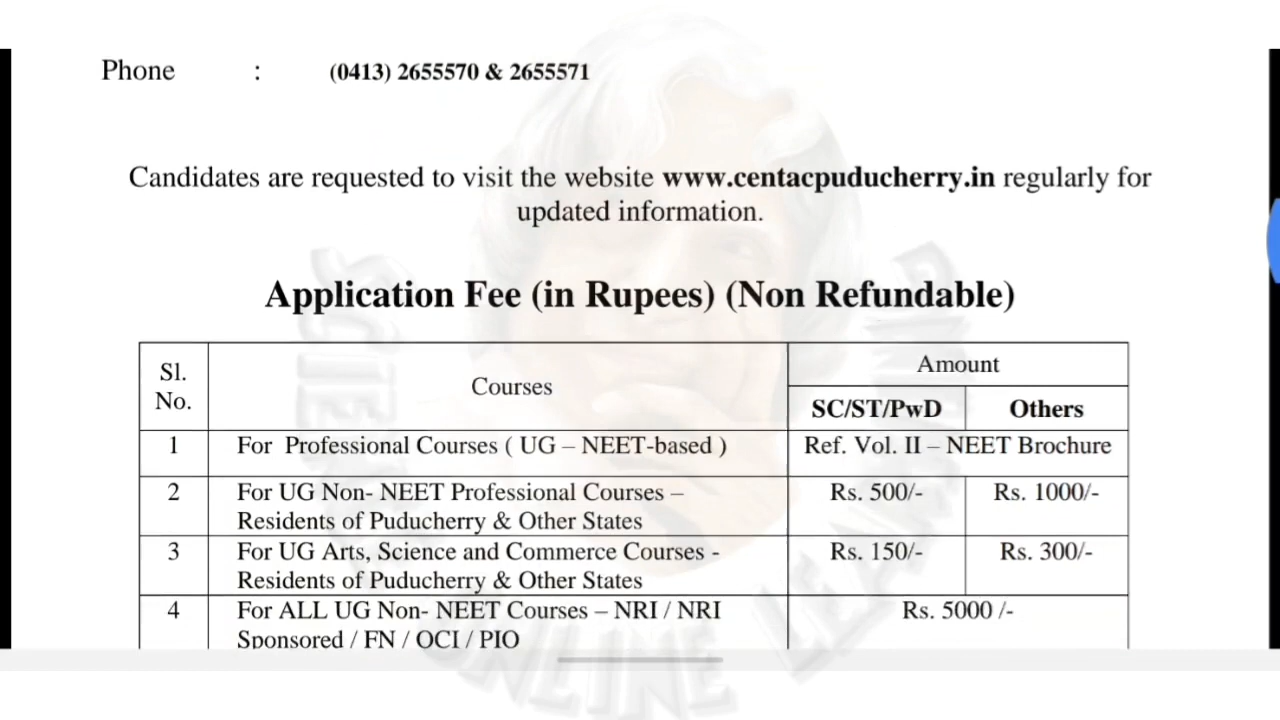 Phone : (0413) 2655570 & 2655571
Candidates are requested to visit the website www.centacpuducherry.in regularly for
updated information.
Application Fee (in Rupees) (Non Refundable)
Sl.
No.
Courses
Amount
SC/ST/PwD Others
1 For Professional Courses ( UG – NEET-based ) Ref. Vol. II – NEET Brochure
2 For UG Non- NEET Professional Courses – Rs. 500/- Rs. 1000/-
Residents of Puducherry & Other States
3 For UG Arts, Science and Commerce Courses - Rs. 150/- Rs. 300/-
Residents of Puducherry & Other States
4 For ALL UG Non- NEET Courses – NRI / NRI Rs. 5000 /-
Sponsored / FN / OCI / PIO
ONLINE